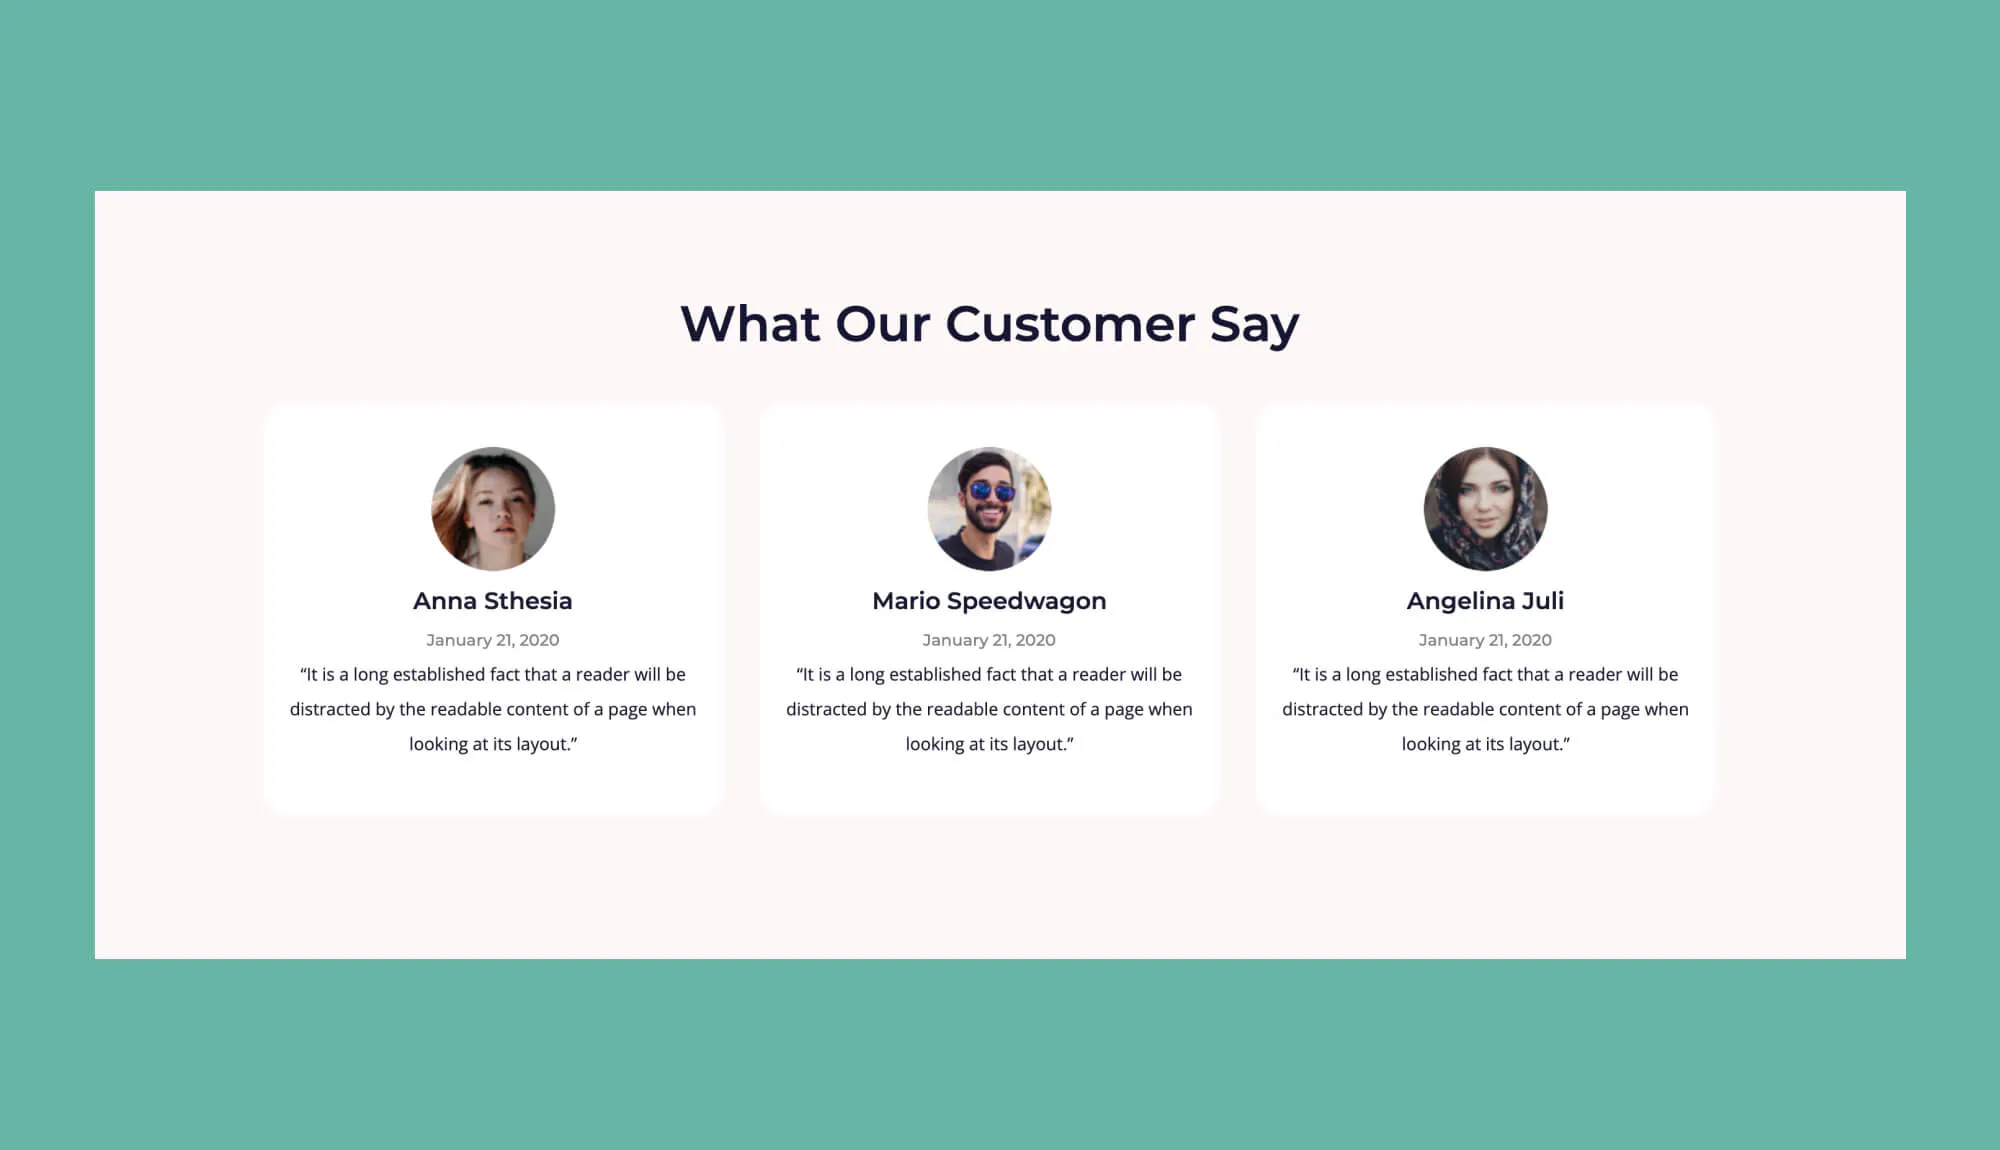 What Our Customer Say
Anna Sthesia
January 21, 2020
“It is a long established fact that a reader will be
distracted by the readable content of a page when
looking at its layout.”
Mario Speedwagon
January 21, 2020
“It is a long established fact that a reader will be
distracted by the readable content of a page when
looking at its layout.”
Angelina Juli
January 21, 2020
“It is a long established fact that a reader will be
distracted by the readable content of a page when
looking at its layout.”